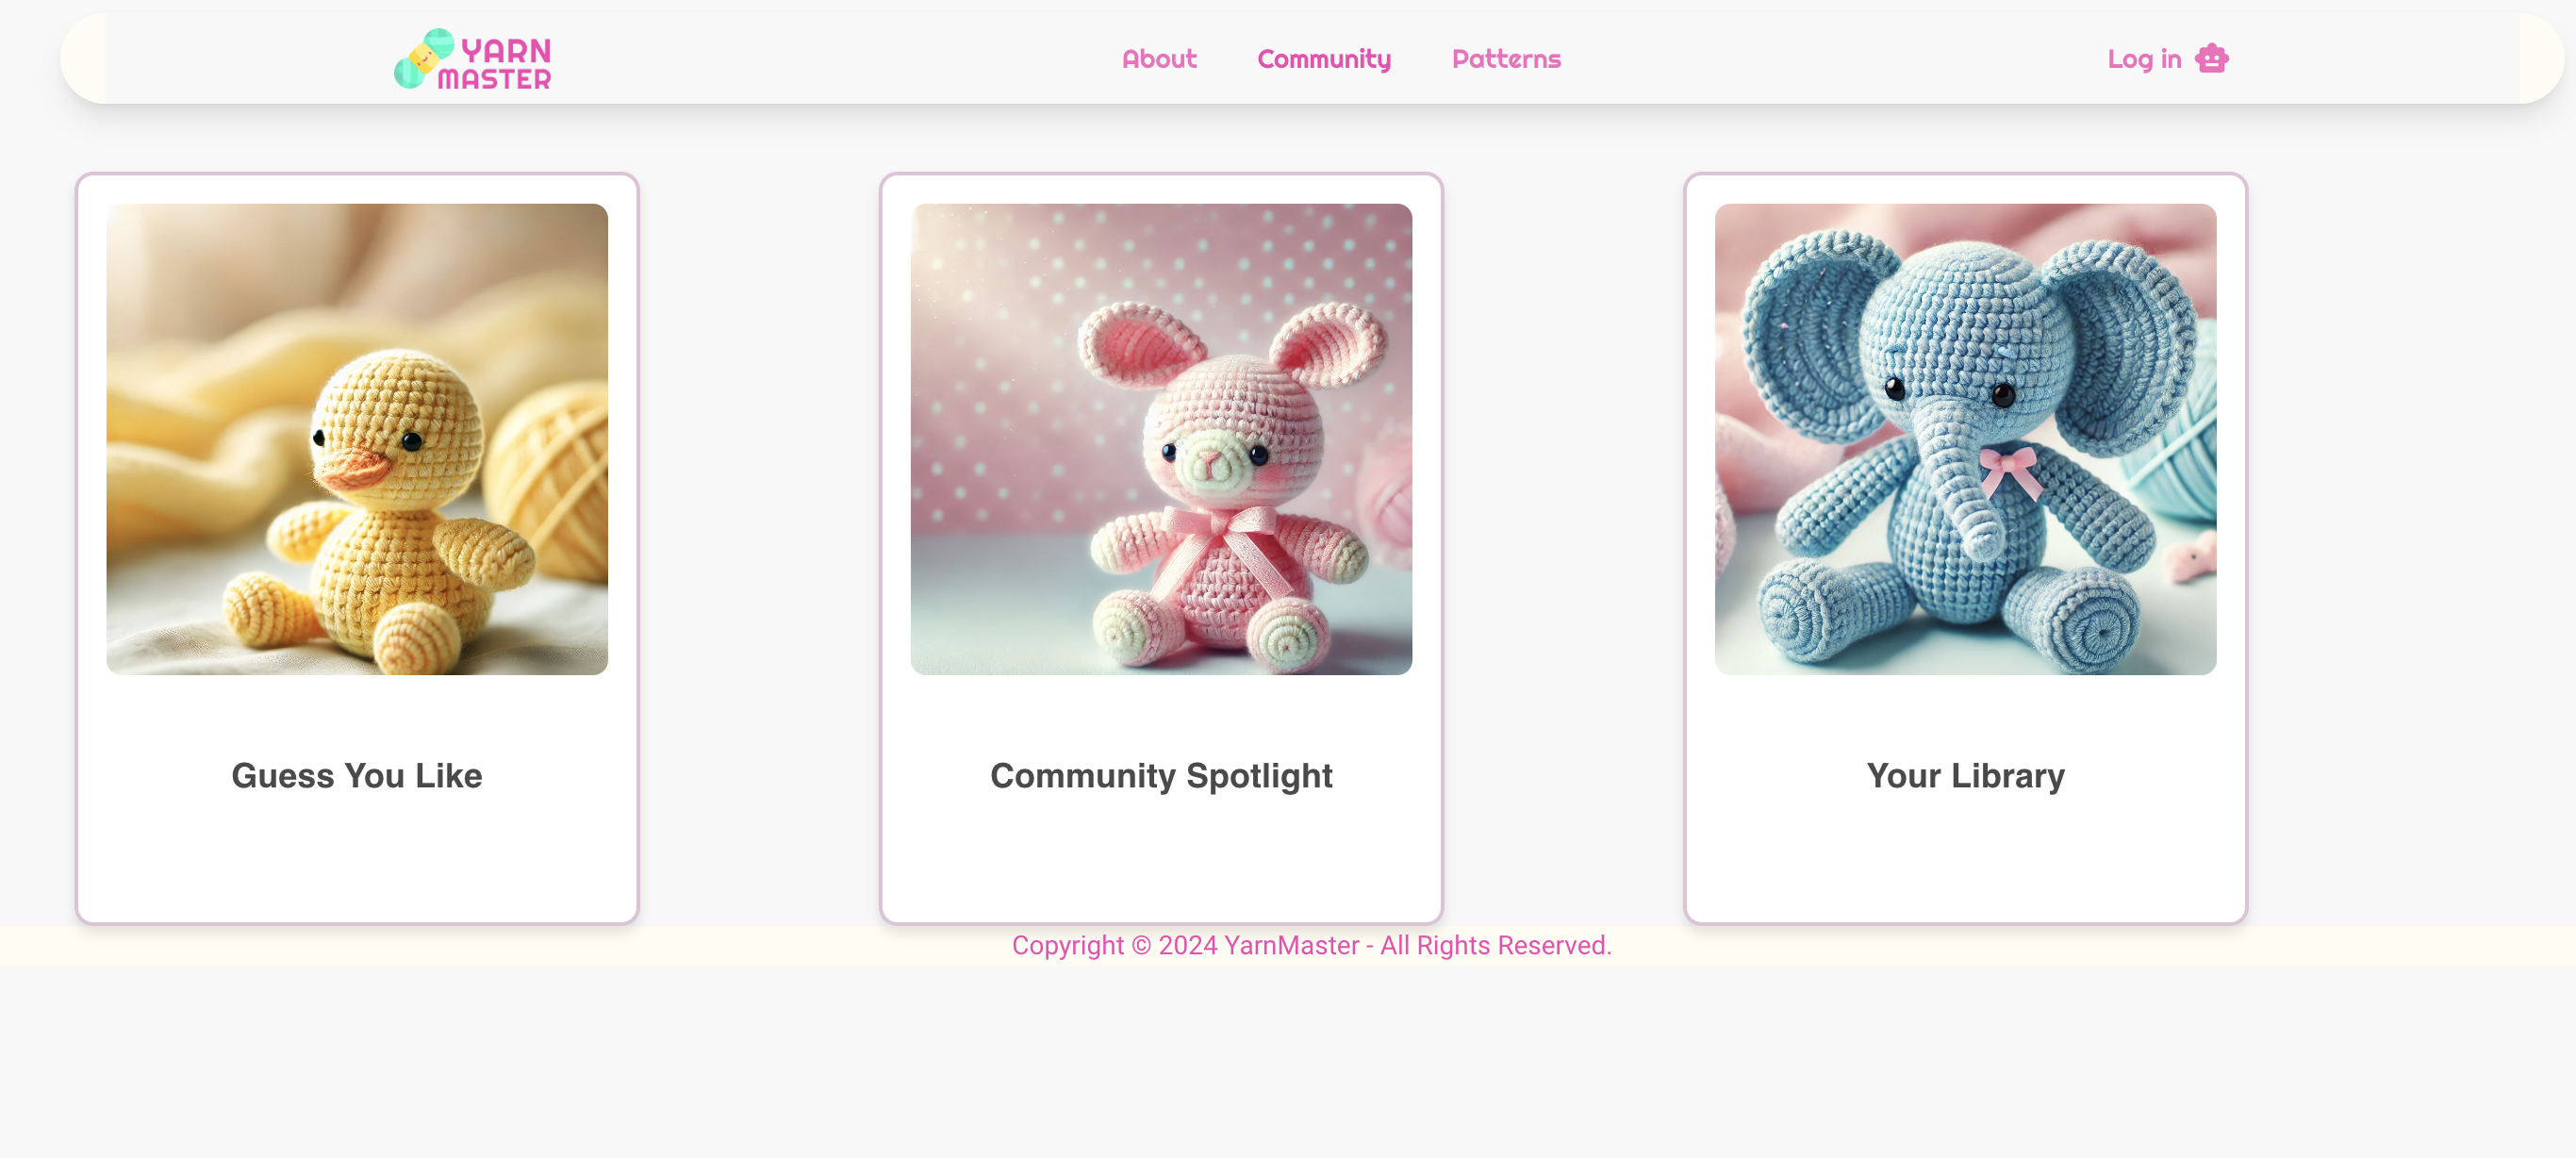 YARN
MASTER
About
Community
Patterns
Log in
Guess You Like
Community Spotlight
Your Library
Copyright © 2024 YarnMaster - All Rights Reserved.